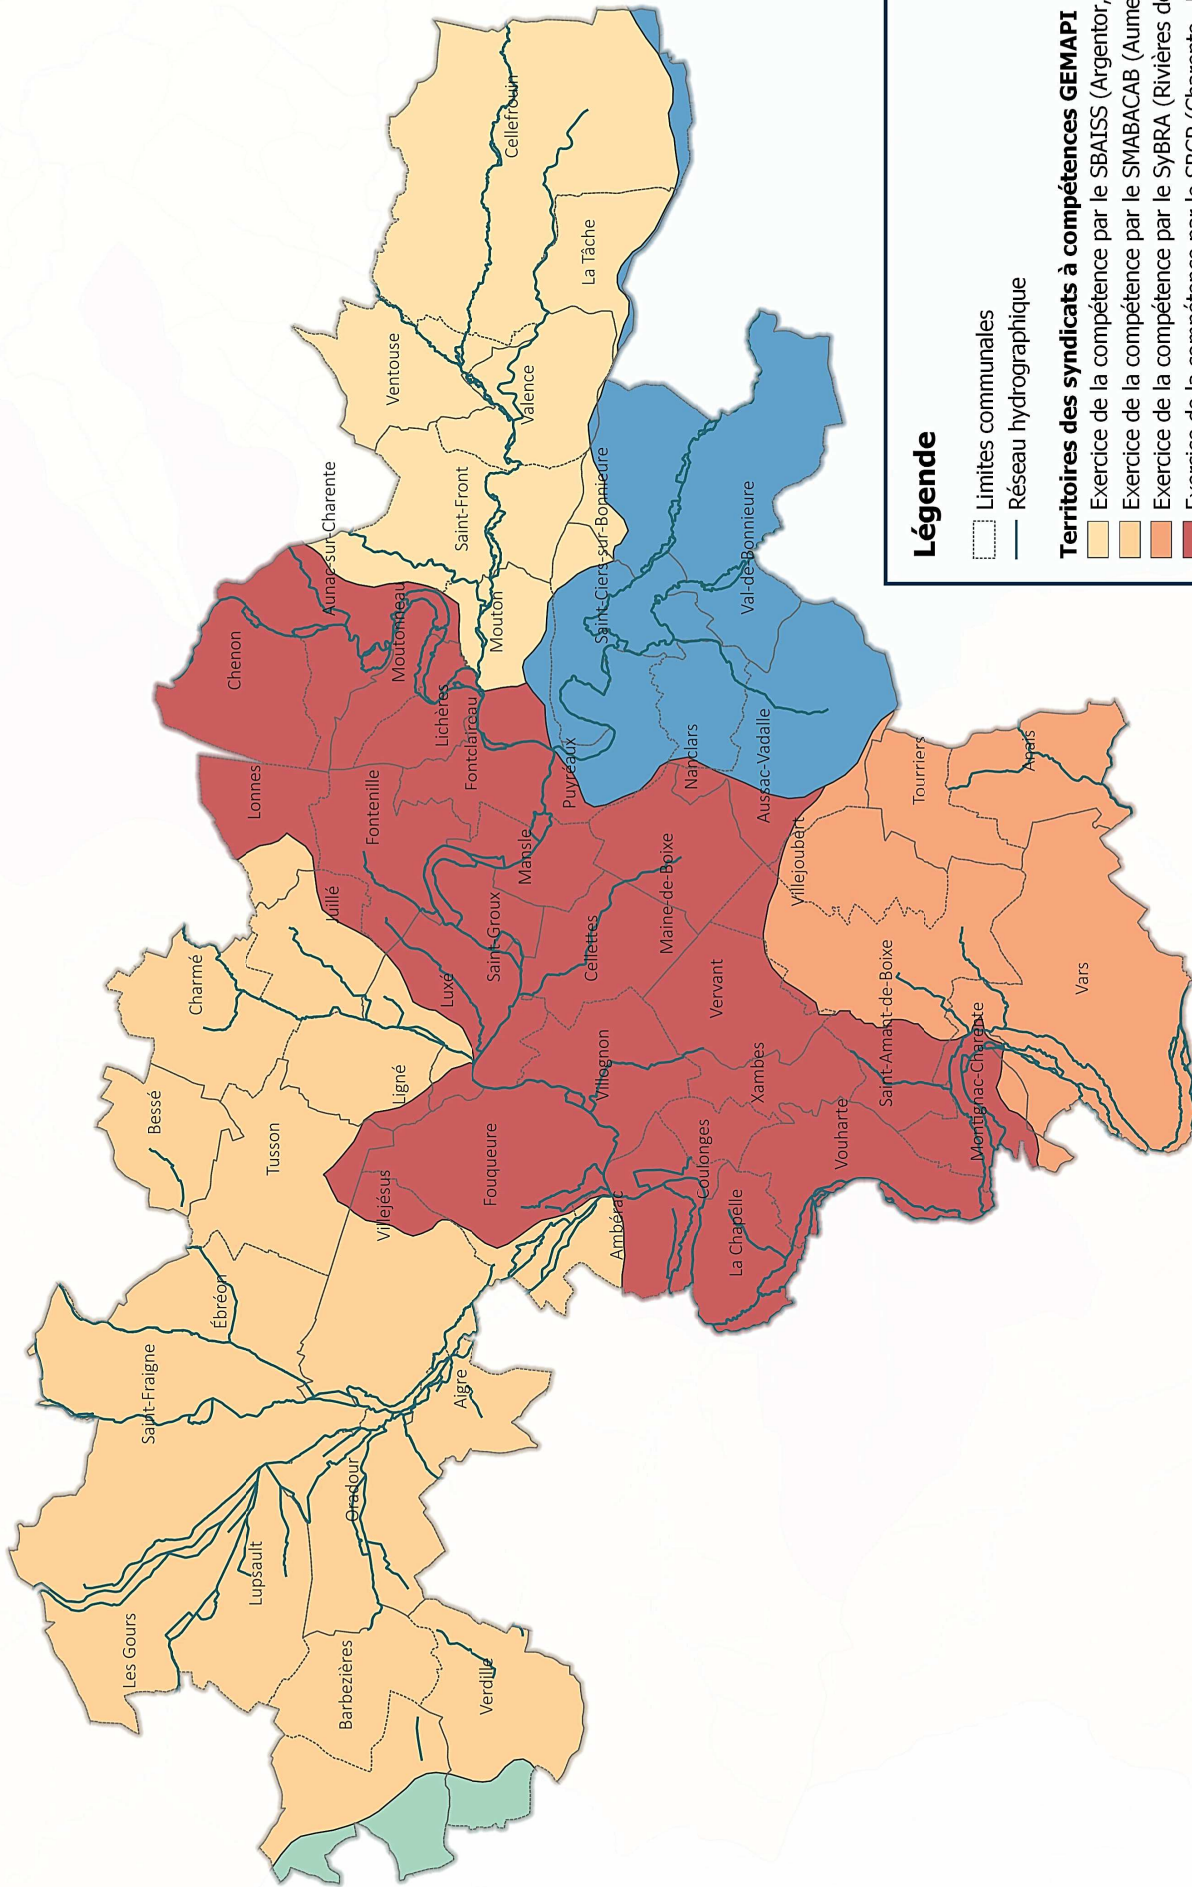 Les Gours
Saint-Fraigne
Bessé
Charmé
Lupsault
Ébréon
Tusson
Lonnes
Chenon
Barbezières
Oradour
Villejésus
Ligné
Fontenille
Moutonneau
Aunac-sur-Charente
Ventouse
Verdille
Aigre
Fouqueure
Luxé
Saint-Groux
Mansle
Fontclaireau
Lichères
Mouton
Saint-Front
Valence
Cellefrouin
La Tâche
Ambérac
Villognon
Cellettes
Puyréaux
Saint-Ciers-sur-Bonnieure
Coulonges
La Chapelle
Xambes
Vervant
Maine-de-Boixe
Nanclars
Aussac-Vadalle
Val-de-Bonnieure
Vouharte
Saint-Amant-de-Boixe
Villejoubert
Tourriers
Anais
Montignac-Charente
Vars
Légende
Limites communales
Réseau hydrographique
Territoires des syndicats à compétences GEMAPI
Exercice de la compétence par le SBAISS (Argentor,
Exercice de la compétence par le SMABACAB (Aume
Exercice de la compétence par le SyBRA (Rivières d